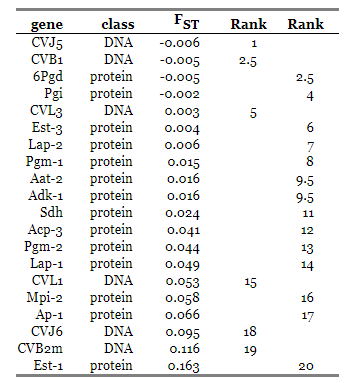 gene class FST Rank Rank
CVJ5 DNA -0.006 1
CVB1 DNA -0.005 2.5
6Pgd protein -0.005 2.5
Pgi protein -0.002 4
CVL3 DNA 0.003 5
Est-3 protein 0.004 6
Lap-2 protein 0.006 7
Pgm-1 protein 0.015 8
Aat-2 protein 0.016 9.5
Adk-1 protein 0.016 9.5
Sdh protein 0.024 11
Acp-3 protein 0.041 12
Pgm-2 protein 0.044 13
Lap-1 protein 0.049 14
CVL1 DNA 0.053 15
Mpi-2 protein 0.058 16
Ap-1 protein 0.066 17
CVJ6 DNA 0.095 18
CVB2m DNA 0.116 19
Est-1 protein 0.163 20